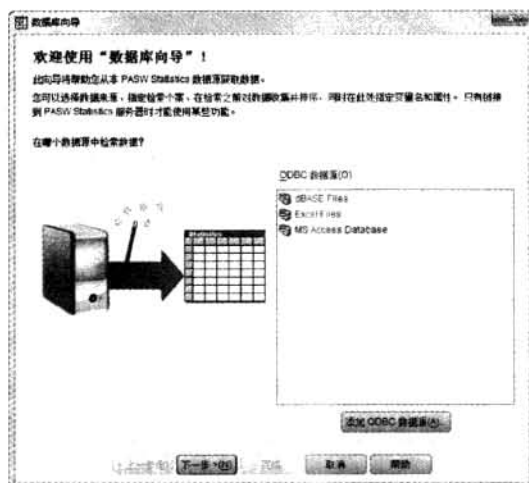 数据库向导
欢迎使用“数据库向导”！
此向导将帮助您从本 PASW Statistics 数据源获取数据。
您可以选择数据来源、指定检索个案、在检索之前对数据收集并排序，同时在此处指定变量名和属性。只有链接
到 PASW Statistics 服务器时才能使用某些功能。
在哪个数据源中检索数据?
ODBC 数据源(O)
dBASE Files
Excel Files
MS Access Database
Statistics
添加 ODBC 数据源(A)
下一步 >(N)
完成
取消
帮助